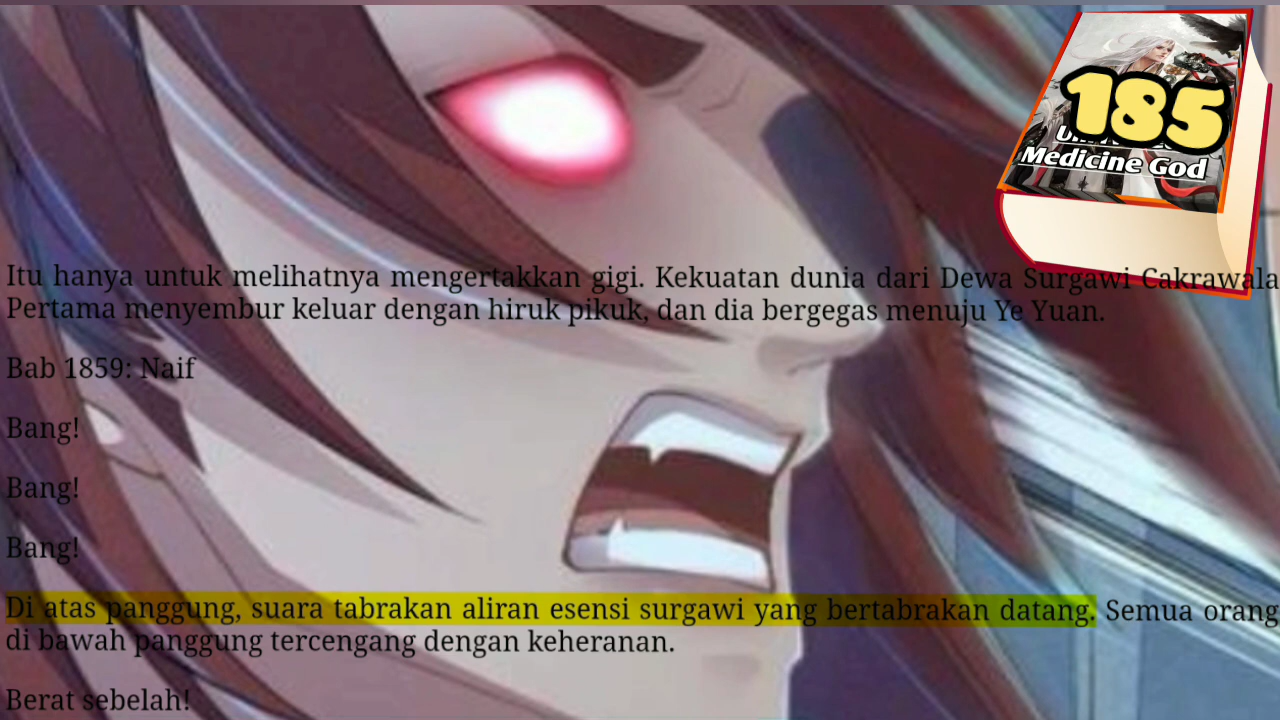 185
Medicine God
Itu hanya untuk melihatnya mengertakkan gigi. Kekuatan dunia dari Dewa Surgawi Cakrawala
Pertama menyembur keluar dengan hiruk pikuk, dan dia bergegas menuju Ye Yuan.
Bab 1859: Naif
Bang!
Bang!
Bang!
Di atas panggung, suara tabrakan aliran esensi surgawi yang bertabrakan datang. Semua orang
di bawah panggung tercengang dengan keheranan.
Berat sebelah!